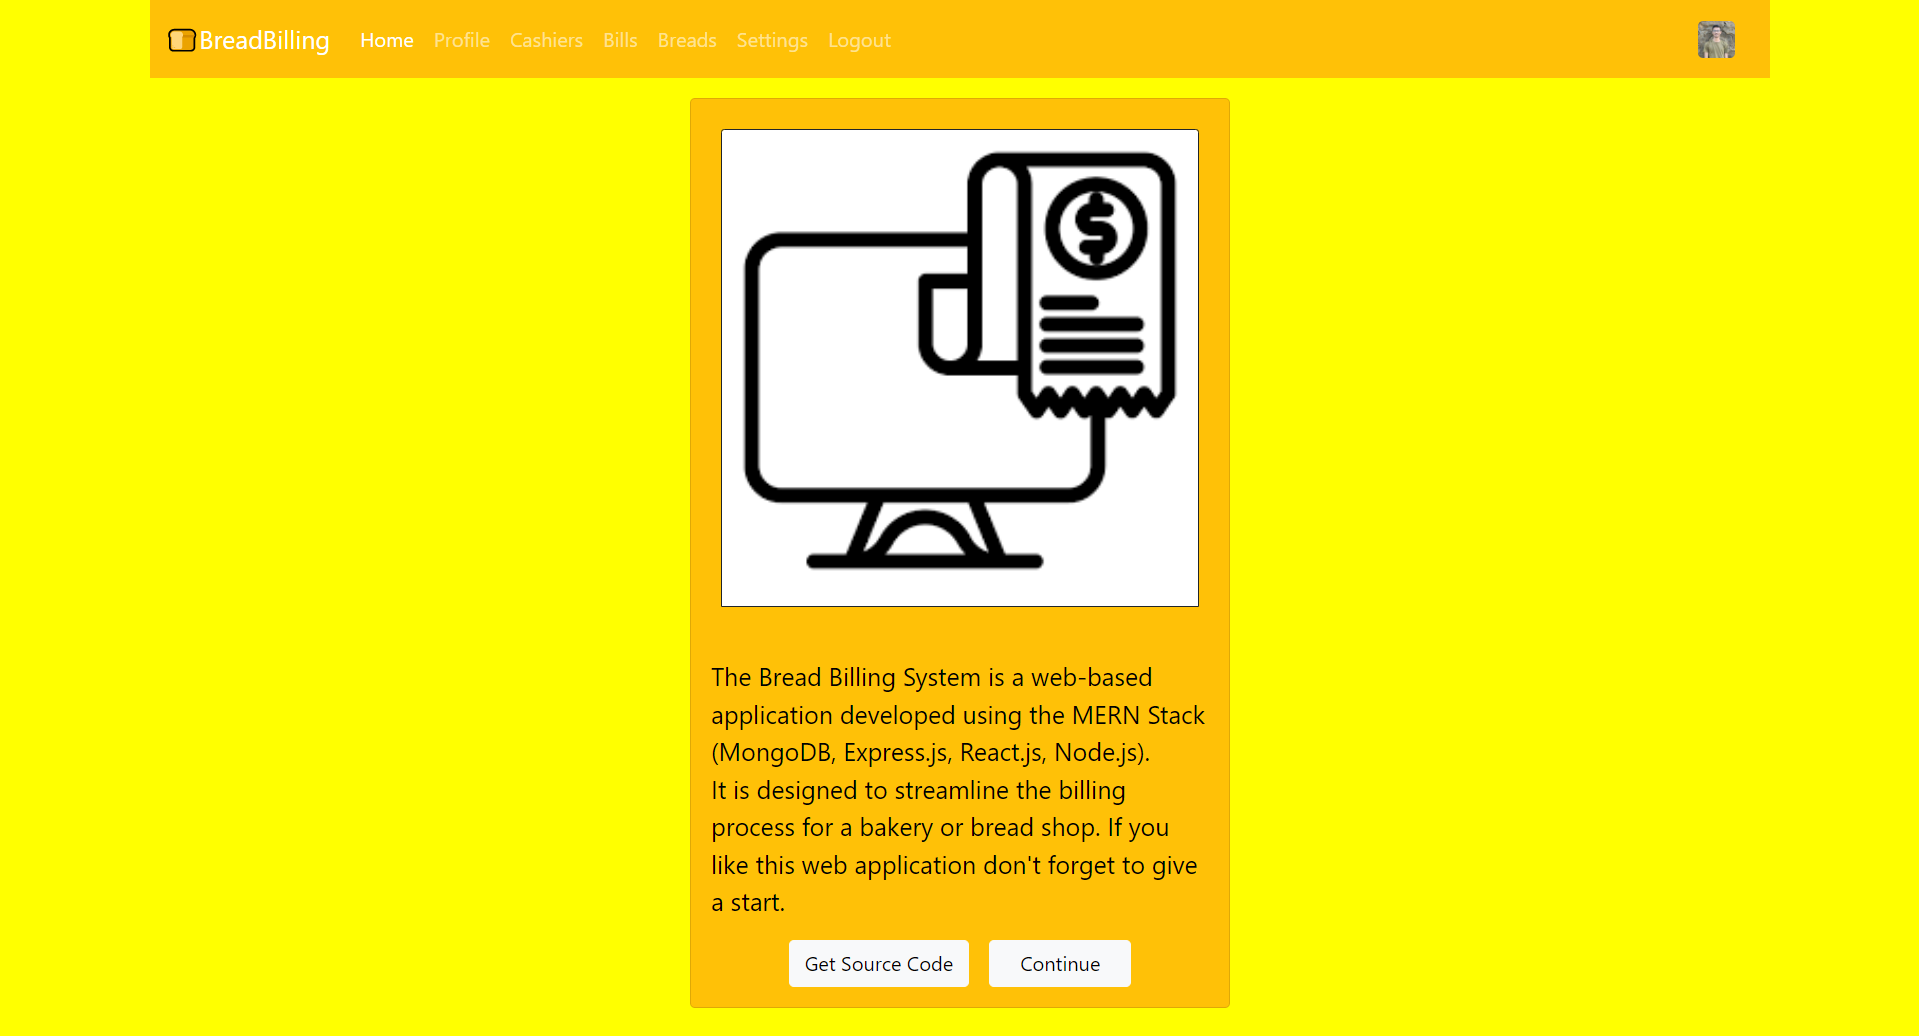 BreadBilling Home Profile Cashiers Bills Breads Settings Logout
$
The Bread Billing System is a web-based
application developed using the MERN Stack
(MongoDB, Express.js, React.js, Node.js).
It is designed to streamline the billing
process for a bakery or bread shop. If you
like this web application don't forget to give
a start.
Get Source Code Continue